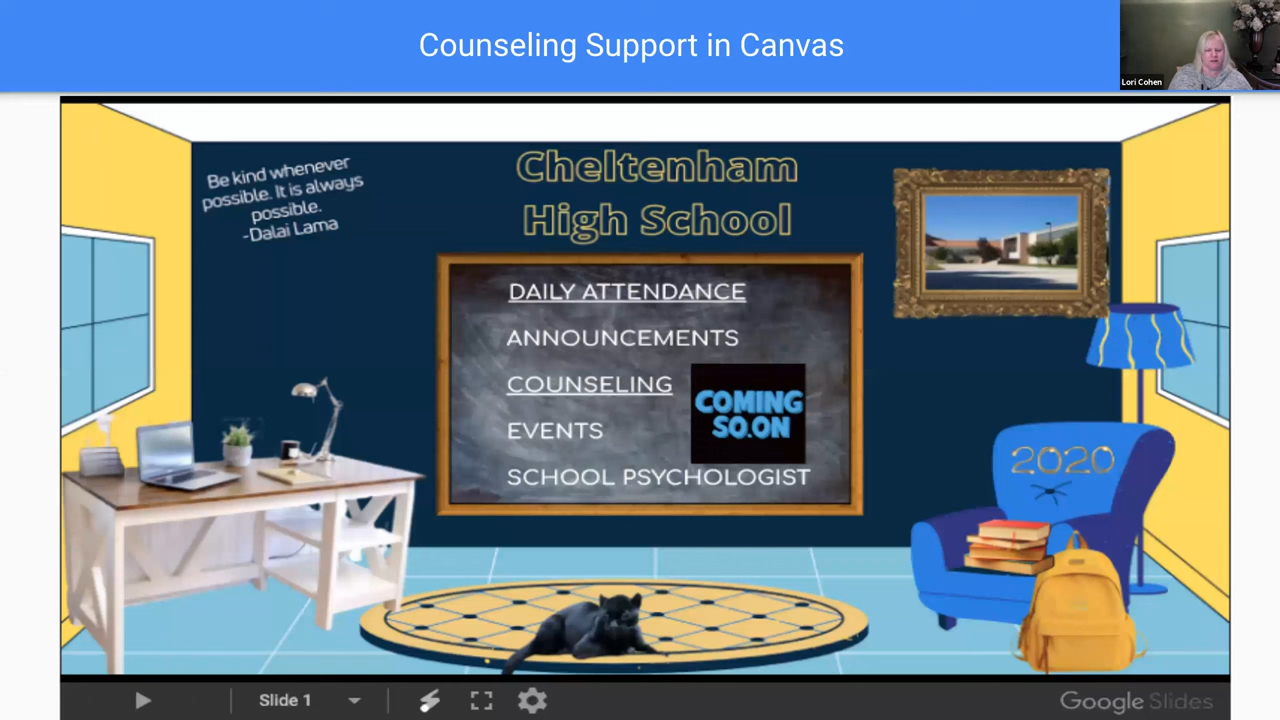 Counseling Support in Canvas
Lori Cohen
Be kind whenever
possible. It is always
possible.
-Dalai Lama
Cheltenham
High School
DAILY ATTENDANCE
ANNOUNCEMENTS
COUNSELING
COMING
SO.ON
EVENTS
SCHOOL PSYCHOLOGIST
2020
Slide 1
Google Slides